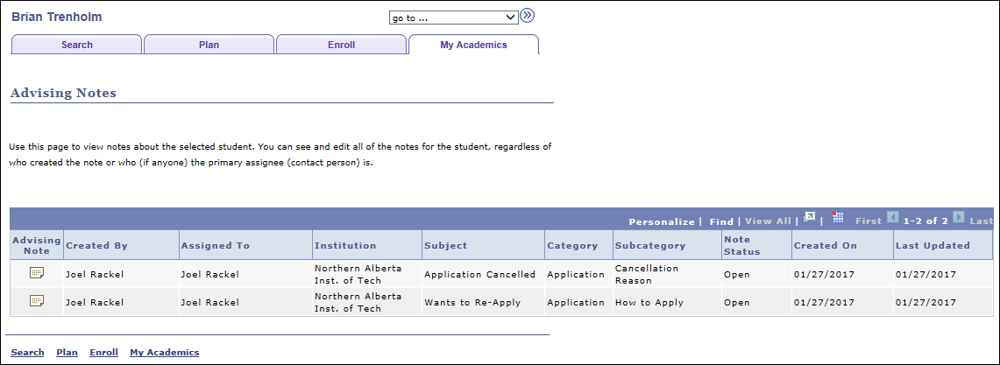 Brian Trenholm
go to ...
Search Plan Enroll My Academics
Advising Notes
Use this page to view notes about the selected student. You can see and edit all of the notes for the student, regardless of
who created the note or who (if anyone) the primary assignee (contact person) is.
Personalize | Find | View All | | First 1-2 of 2 Last
Advising Note Created By Assigned To Institution Subject Category Subcategory Note Status Created On Last Updated
Joel Rackel Joel Rackel Northern Alberta Inst. of Tech Application Cancelled Application Cancellation Reason Open 01/27/2017 01/27/2017
Joel Rackel Joel Rackel Northern Alberta Inst. of Tech Wants to Re-Apply Application How to Apply Open 01/27/2017 01/27/2017
Search Plan Enroll My Academics